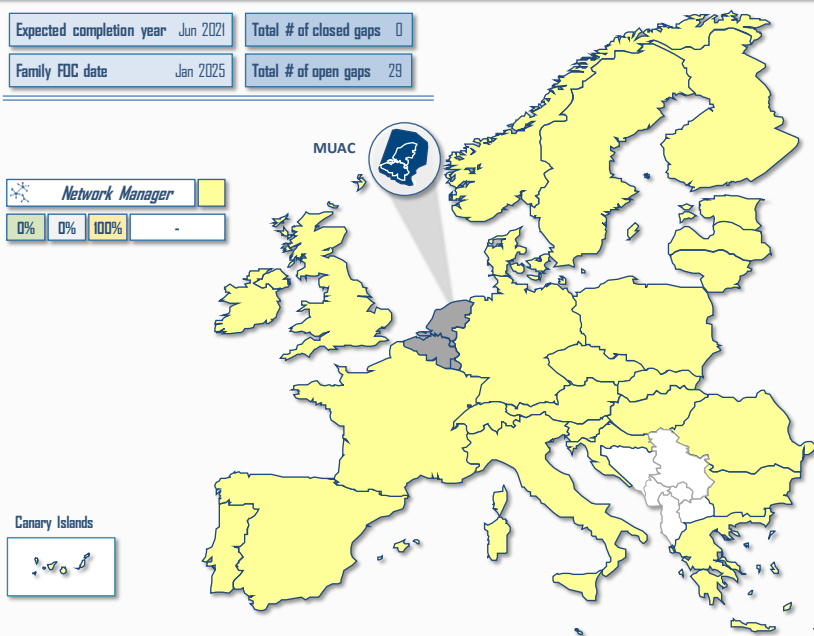 Expected completion year Jun 2021
Total # of closed gaps 0
Family FOC date Jan 2025
Total # of open gaps 29
MUAC
Network Manager
0% 0% 100% -
Canary Islands